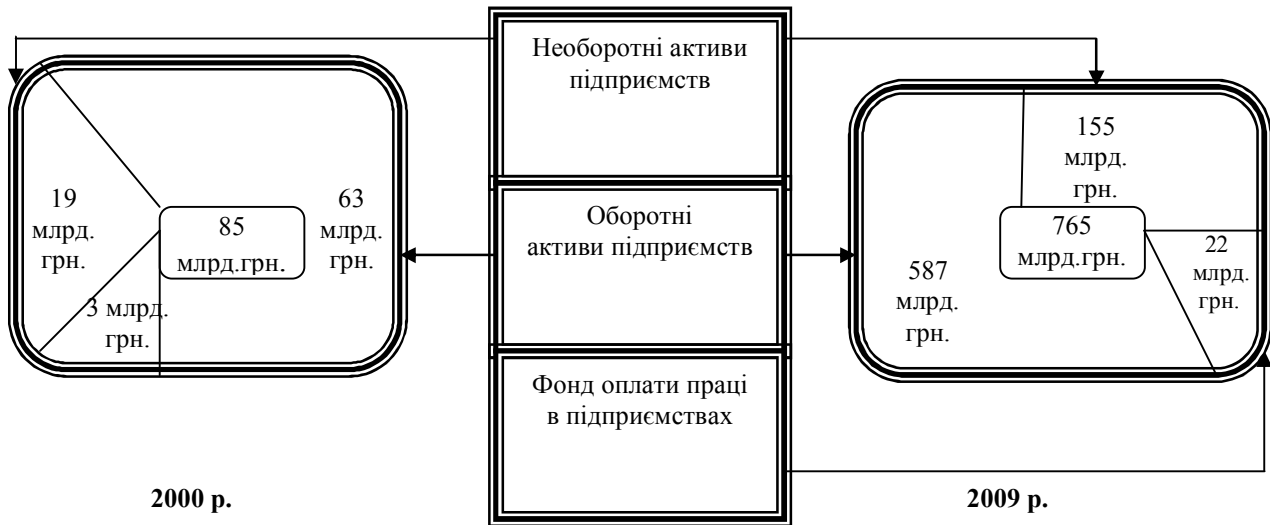 Необоротні активи
підприємств
19
млрд.
грн.
85
млрд.грн.
63
млрд.
грн.
3 млрд.
грн.
Оборотні
активи підприємств
155
млрд.
грн.
765
млрд.грн.
22
млрд.
грн.
587
млрд.
грн.
Фонд оплати праці
в підприємствах
2000 р.
2009 р.